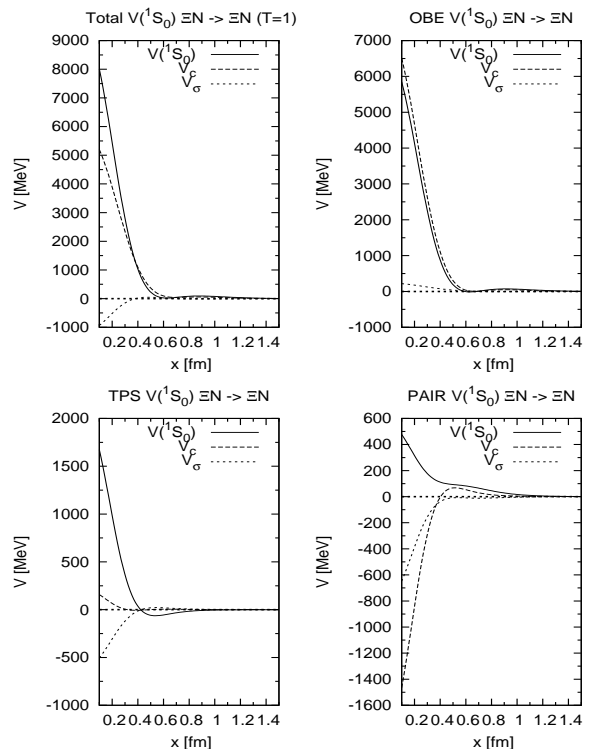 Total V(¹S₀) ΞN -> ΞN (T=1)
V(¹S₀)
V_c
V_σ
9000
8000
7000
6000
5000
4000
3000
2000
1000
0
-1000
V [MeV]
0.2 0.4 0.6 0.8 1 1.2 1.4
x [fm]
OBE V(¹S₀) ΞN -> ΞN
V(¹S₀)
V_c
V_σ
7000
6000
5000
4000
3000
2000
1000
0
-1000
V [MeV]
0.2 0.4 0.6 0.8 1 1.2 1.4
x [fm]
TPS V(¹S₀) ΞN -> ΞN
V(¹S₀)
V_c
V_σ
2000
1500
1000
500
0
-500
-1000
V [MeV]
0.2 0.4 0.6 0.8 1 1.2 1.4
x [fm]
PAIR V(¹S₀) ΞN -> ΞN
V(¹S₀)
V_c
V_σ
600
400
200
0
-200
-400
-600
-800
-1000
-1200
-1400
-1600
V [MeV]
0.2 0.4 0.6 0.8 1 1.2 1.4
x [fm]